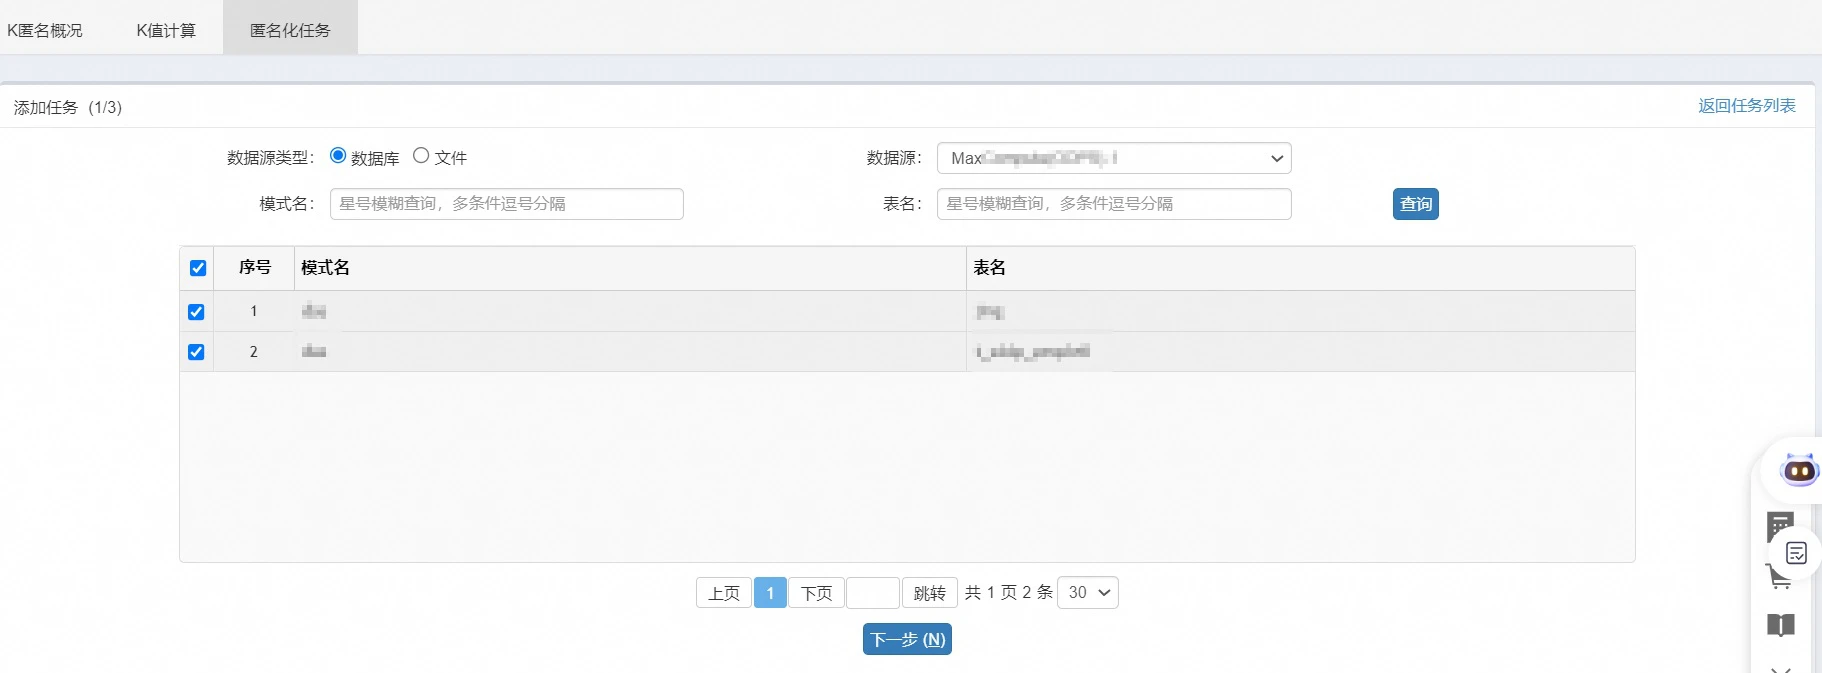 K匿名概况 K值计算 匿名化任务
添加任务 (1/3) 返回任务列表
数据源类型： 数据库 文件 数据源： Max
模式名： 星号模糊查询，多条件逗号分隔 表名： 星号模糊查询，多条件逗号分隔 查询
序号 模式名 表名
1
2
上页 1 下页 跳转 共 1 页 2 条 30
下一步 (N)